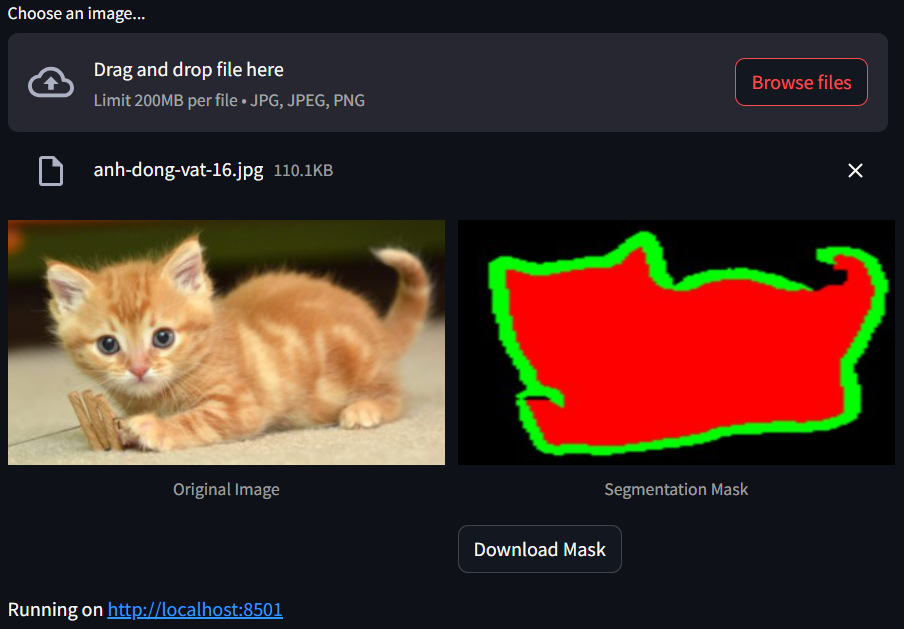 Choose an image...
Drag and drop file here
Limit 200MB per file • JPG, JPEG, PNG
Browse files
anh-dong-vat-16.jpg 110.1KB
Original Image
Segmentation Mask
Download Mask
Running on http://localhost:8501